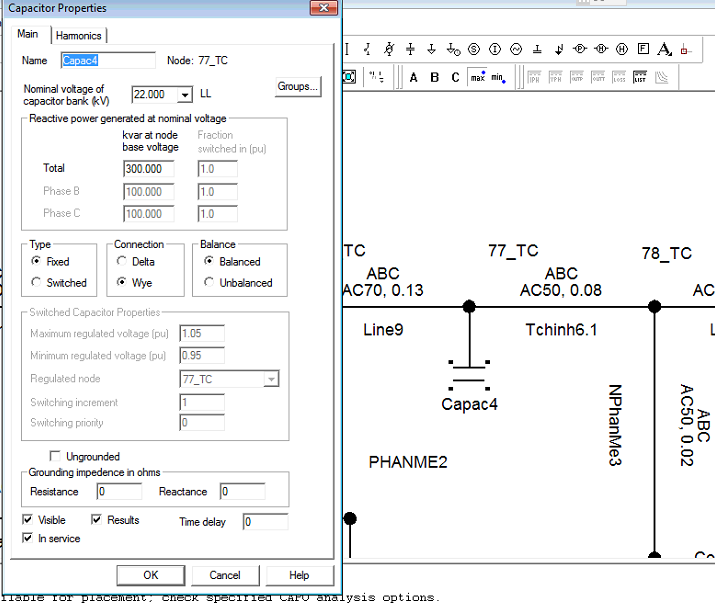 Capacitor Properties
Main Harmonics
Name Capac4 Node: 77_TC
Nominal voltage of
capacitor bank (kV) 22.000 LL Groups...
Reactive power generated at nominal voltage
kvar at node Fraction
base voltage switched in (pu)
Total 300.000 1.0
Phase B 100.000 1.0
Phase C 100.000 1.0
Type Connection Balance
Fixed Delta Balanced
Switched Wye Unbalanced
Switched Capacitor Properties
Maximum regulated voltage (pu) 1.05
Minimum regulated voltage (pu) 0.95
Regulated node 77_TC
Switching increment 1
Switching priority 0
Ungrounded
Grounding impedence in ohms
Resistance 0 Reactance 0
Visible Results Time delay 0
In service
OK Cancel Help
A B C max min
LIST
TC 77_TC 78_TC
ABC ABC
AC70, 0.13 AC50, 0.08 AC
Line9 Tchinh6.1
Capac4
NPhanMe3
ABC
AC50, 0.02
PHANME2
lable for placement; check specified CAPO analysis options.